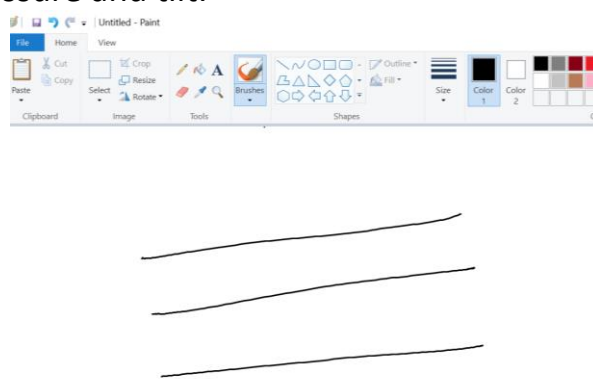 Untitled - Paint
File Home View
Paste
Cut
Copy
Clipboard
Select
Crop
Resize
Rotate
Image
A
Tools
Brushes
Shapes
Outline
Fill
Size
Color 1
Color 2